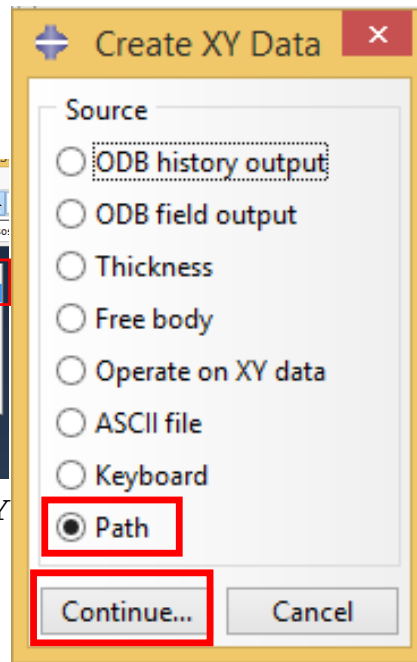 Create XY Data
Source
ODB history output
ODB field output
Thickness
Free body
Operate on XY data
ASCII file
Keyboard
Path
Continue...
Cancel
Y